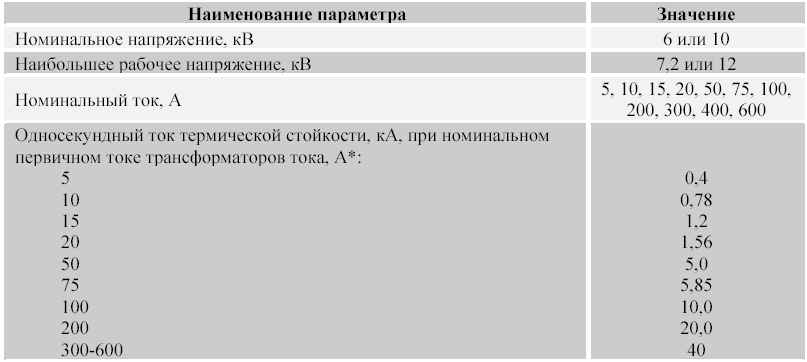 Наименование параметра Значение
Номинальное напряжение, кВ 6 или 10
Наибольшее рабочее напряжение, кВ 7,2 или 12
Номинальный ток, А 5, 10, 15, 20, 50, 75, 100,
200, 300, 400, 600
Односекундный ток термической стойкости, кА, при номинальном
первичном токе трансформаторов тока, А*:
5 0,4
10 0,78
15 1,2
20 1,56
50 5,0
75 5,85
100 10,0
200 20,0
300-600 40